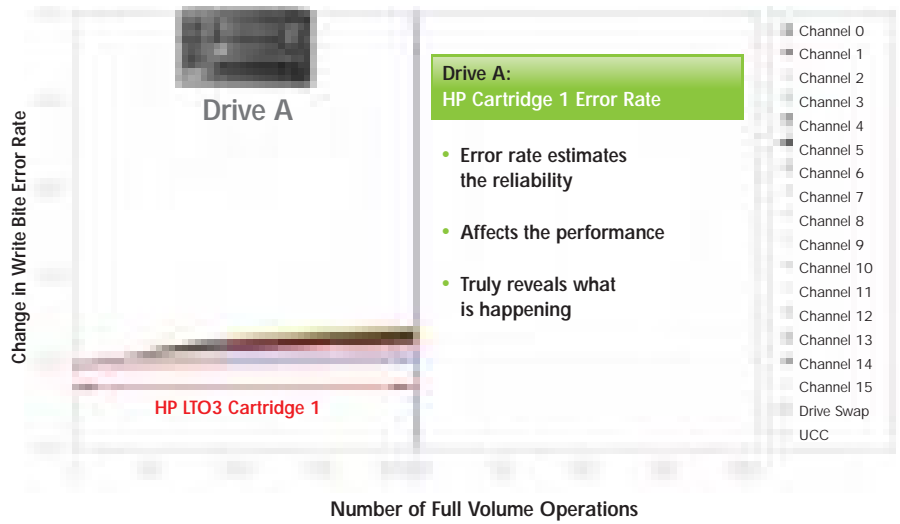 Drive A
Drive A:
HP Cartridge 1 Error Rate
• Error rate estimates
the reliability
• Affects the performance
• Truly reveals what
is happening
Change in Write Bite Error Rate
HP LTO3 Cartridge 1
Number of Full Volume Operations
Channel 0
Channel 1
Channel 2
Channel 3
Channel 4
Channel 5
Channel 6
Channel 7
Channel 8
Channel 9
Channel 10
Channel 11
Channel 12
Channel 13
Channel 14
Channel 15
Drive Swap
UCC